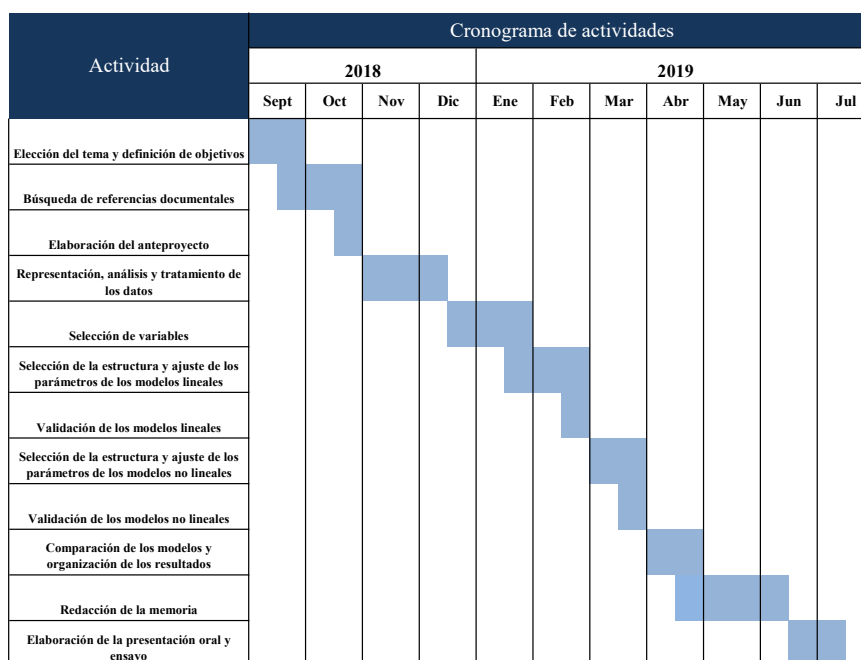 Cronograma de actividades
Actividad
2018
2019
Sept
Oct
Nov
Dic
Ene
Feb
Mar
Abr
May
Jun
Jul
Elección del tema y definición de objetivos
Búsqueda de referencias documentales
Elaboración del anteproyecto
Representación, análisis y tratamiento de
los datos
Selección de variables
Selección de la estructura y ajuste de los
parámetros de los modelos lineales
Validación de los modelos lineales
Selección de la estructura y ajuste de los
parámetros de los modelos no lineales
Validación de los modelos no lineales
Comparación de los modelos y
organización de los resultados
Redacción de la memoria
Elaboración de la presentación oral y
ensayo